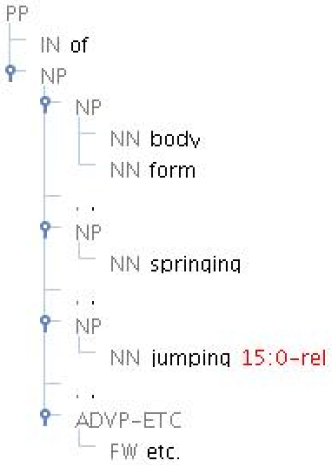 PP
IN of
NP
NP
NN body
NN form
, ,
NP
NN springing
, ,
NP
NN jumping 15:0-rel
, ,
ADVP-ETC
FW etc.